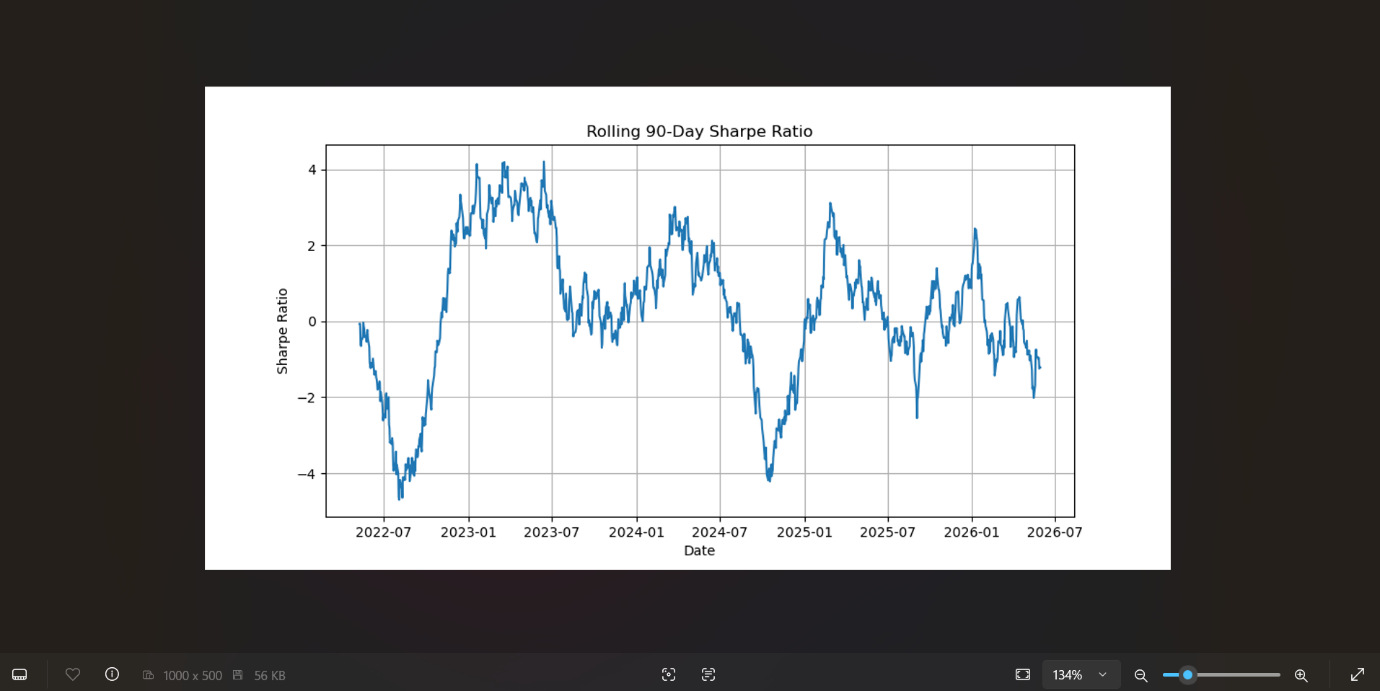 Rolling 90-Day Sharpe Ratio
4
2
0
−2
−4
Sharpe Ratio
2022-07 2023-01 2023-07 2024-01 2024-07 2025-01 2025-07 2026-01 2026-07
Date
1000 x 500 56 KB 134%